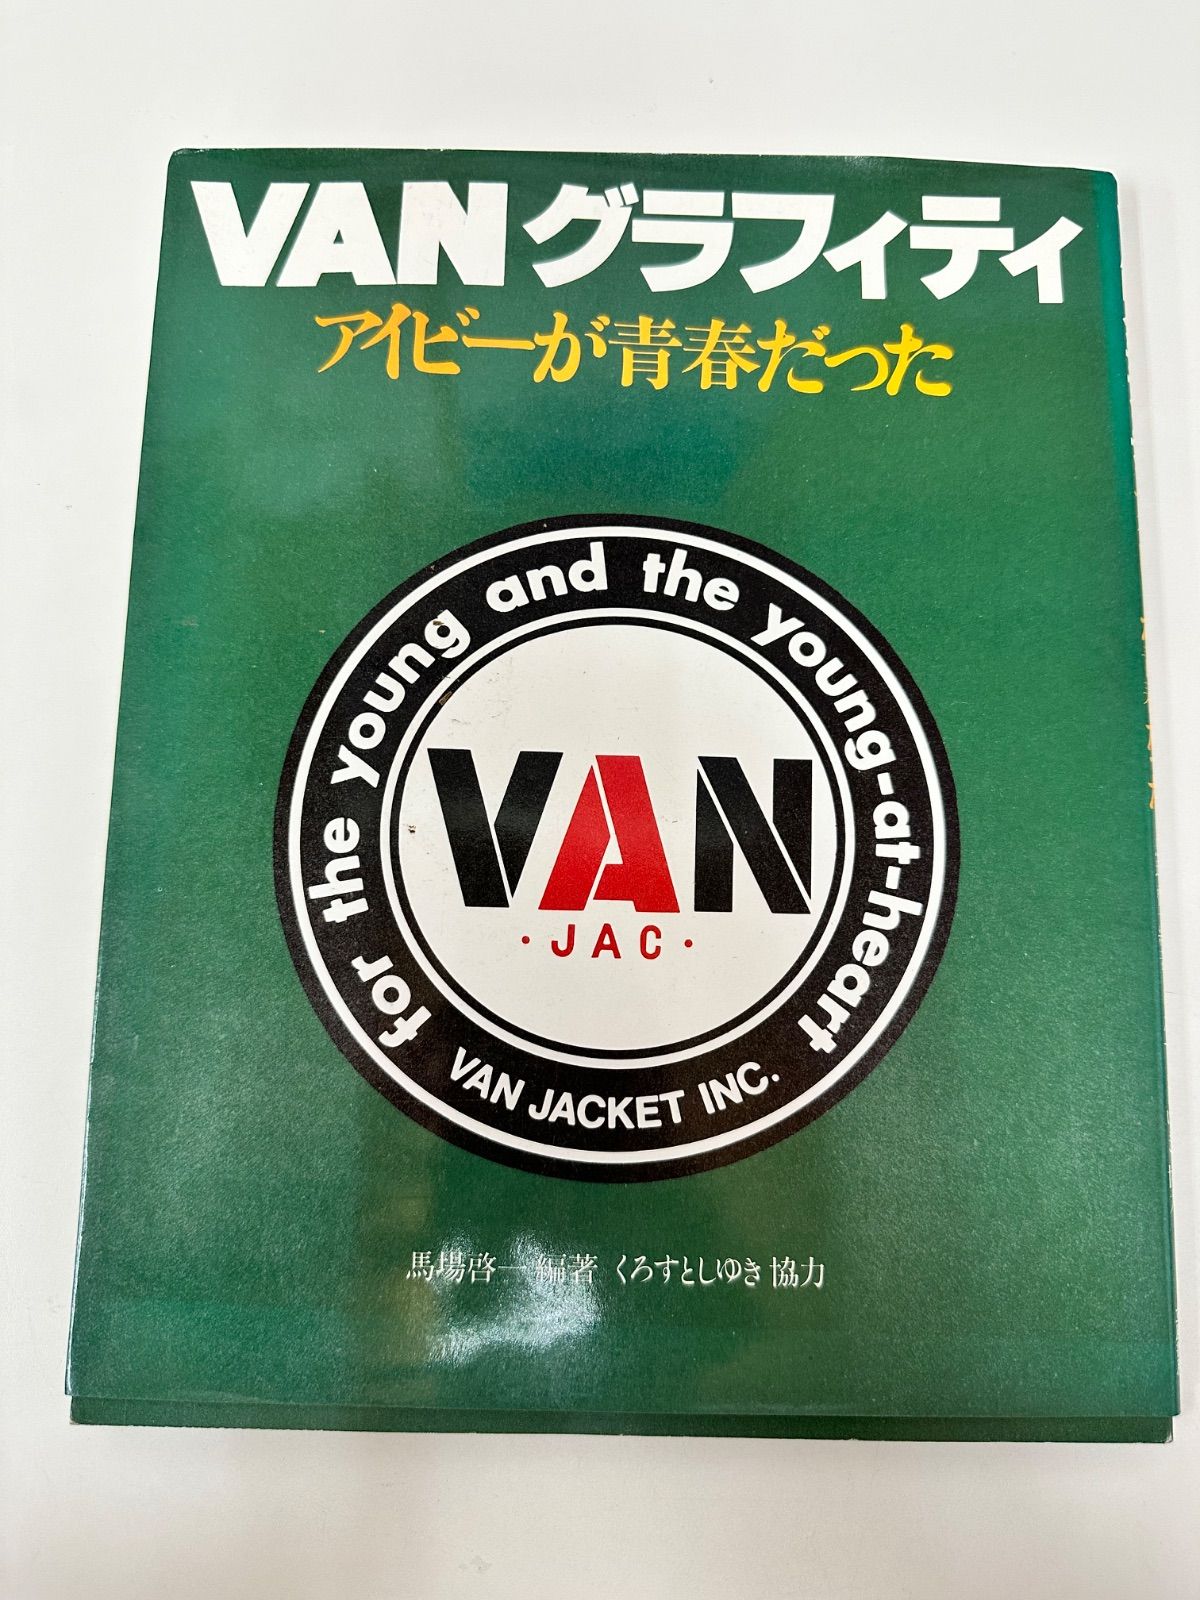 VANグラフィティ
アイビーが青春だった
for the young and the young-at-heart
VAN
・JAC・
VAN JACKET INC.
馬場啓一 編著 くろすとしゆき 協力